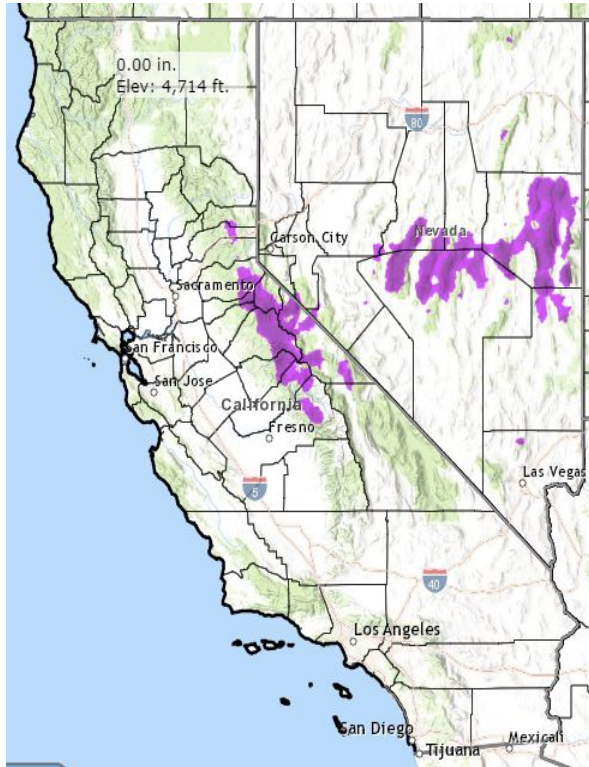 0.00 in.
Elev: 4,714 ft.
80
Carson City
Nevada
Sacramento
San Francisco
San Jose
California
Fresno
5
Las Vegas
40
Los Angeles
San Diego
Tijuana
Mexicali